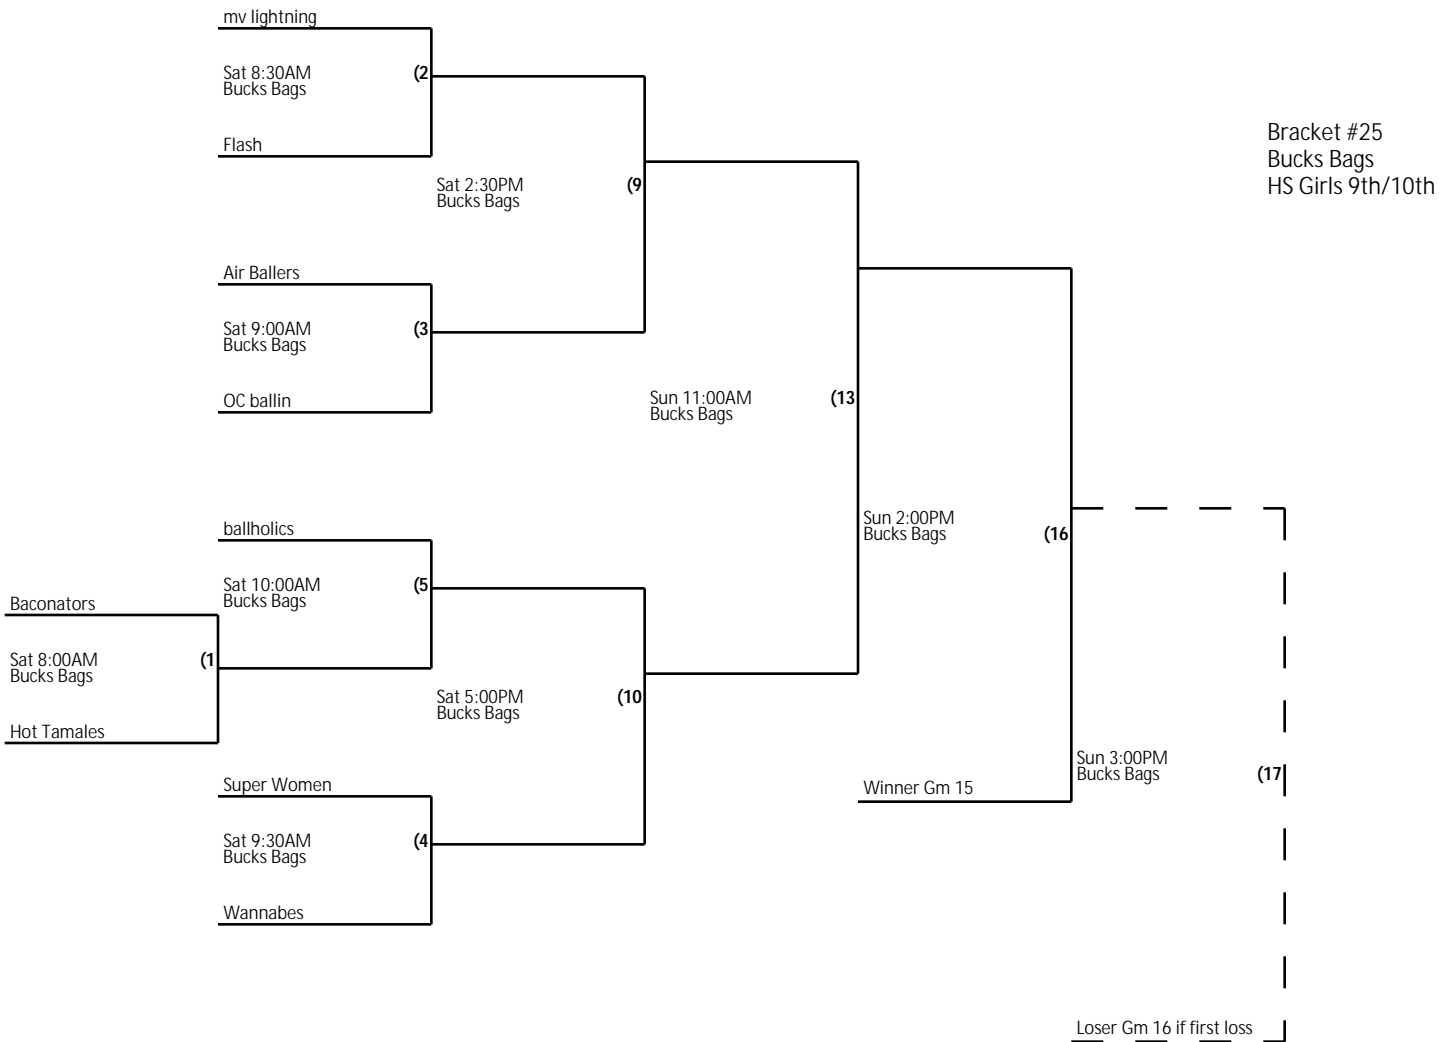 mv lightning
Sat 8:30AM
Bucks Bags
(2
Flash
Bracket #25
Bucks Bags
HS Girls 9th/10th
Sat 2:30PM
Bucks Bags
(9
Air Ballers
Sat 9:00AM
Bucks Bags
(3
OC ballin
Sun 11:00AM
Bucks Bags
(13
Sun 2:00PM
Bucks Bags
(16
ballholics
Sat 10:00AM
Bucks Bags
(5
Baconators
Sat 8:00AM
Bucks Bags
(1
Hot Tamales
Sat 5:00PM
Bucks Bags
(10
Super Women
Sat 9:30AM
Bucks Bags
(4
Wannabes
Winner Gm 15
Sun 3:00PM
Bucks Bags
(17
Loser Gm 16 if first loss